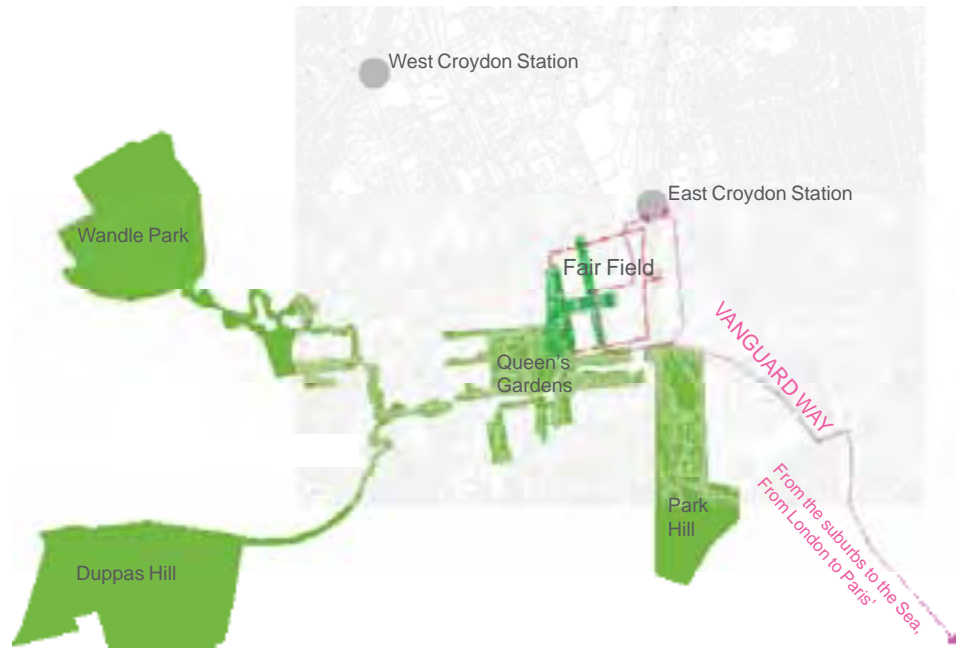 West Croydon Station
East Croydon Station
Wandle Park
Fair Field
VANGUARD WAY
Queen's
Gardens
Park
Hill
From the suburbs to the Sea,
From London to Paris'
Duppas Hill